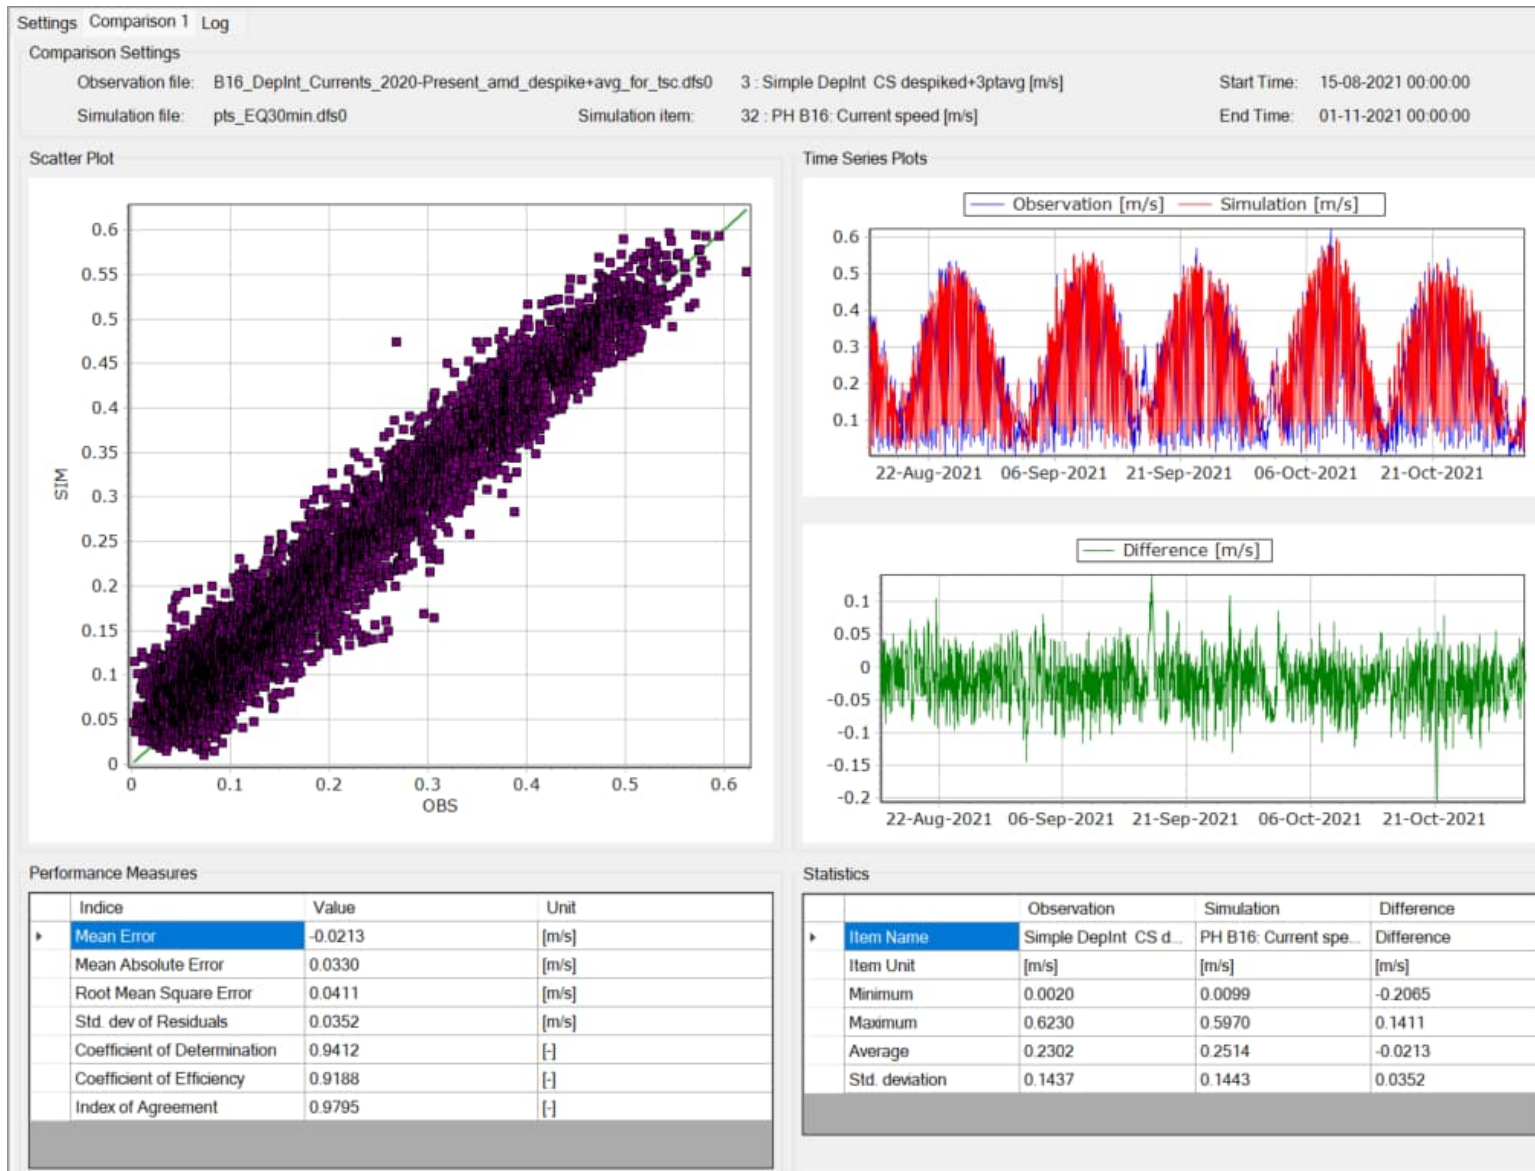 Settings Comparison 1 Log
Comparison Settings
Observation file: B16_DepInt_Currents_2020-Present_amd_despike+avg_for_tsc.dfs0 3 : Simple DepInt CS despiked+3ptavg [m/s] Start Time: 15-08-2021 00:00:00
Simulation file: pts_EQ30min.dfs0 Simulation item: 32 : PH B16: Current speed [m/s] End Time: 01-11-2021 00:00:00
Scatter Plot
0.6
0.55
0.5
0.45
0.4
0.35
SIM
0.3
0.25
0.2
0.15
0.1
0.05
0
0 0.1 0.2 0.3 0.4 0.5 0.6
OBS
Time Series Plots
Observation [m/s] Simulation [m/s]
0.6
0.5
0.4
0.3
0.2
0.1
22-Aug-2021 06-Sep-2021 21-Sep-2021 06-Oct-2021 21-Oct-2021
Difference [m/s]
0.1
0.05
0
-0.05
-0.1
-0.15
-0.2
22-Aug-2021 06-Sep-2021 21-Sep-2021 06-Oct-2021 21-Oct-2021
Performance Measures
Indice Value Unit
Mean Error -0.0213 [m/s]
Mean Absolute Error 0.0330 [m/s]
Root Mean Square Error 0.0411 [m/s]
Std. dev of Residuals 0.0352 [m/s]
Coefficient of Determination 0.9412 [-]
Coefficient of Efficiency 0.9188 [-]
Index of Agreement 0.9795 [-]
Statistics
Observation Simulation Difference
Item Name Simple DepInt CS d... PH B16: Current spe... Difference
Item Unit [m/s] [m/s] [m/s]
Minimum 0.0020 0.0099 -0.2065
Maximum 0.6230 0.5970 0.1411
Average 0.2302 0.2514 -0.0213
Std. deviation 0.1437 0.1443 0.0352